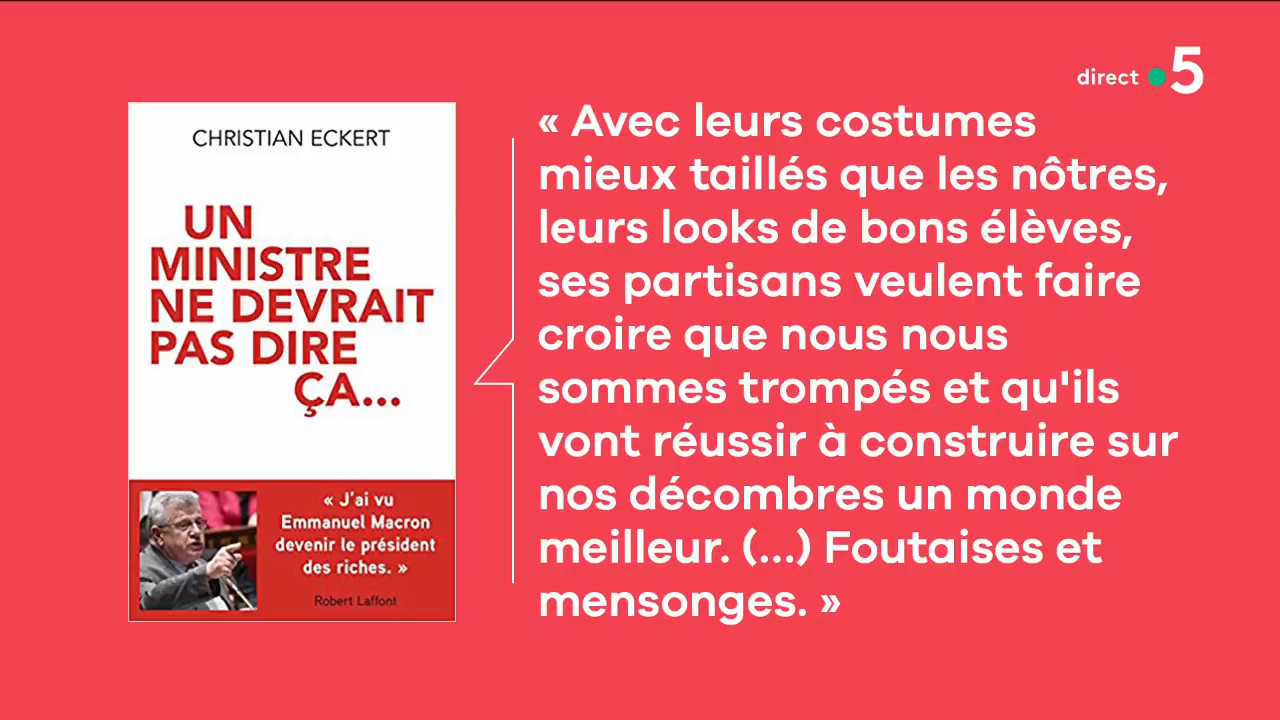 direct 5
CHRISTIAN ECKERT
UN
MINISTRE
NE DEVRAIT
PAS DIRE
ÇA...
« J'ai vu
Emmanuel Macron
devenir le président
des riches. »
Robert Laffont
« Avec leurs costumes
mieux taillés que les nôtres,
leurs looks de bons élèves,
ses partisans veulent faire
croire que nous nous
sommes trompés et qu'ils
vont réussir à construire sur
nos décombres un monde
meilleur. (...) Foutaises et
mensonges. »